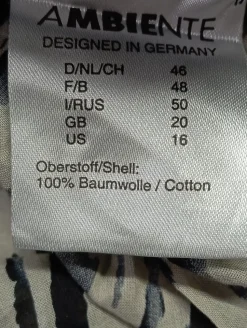 AMBIENTE
DESIGNED IN GERMANY
D/NL/CH 46
F/B 48
I/RUS 50
GB 20
US 16
Oberstoff/Shell:
100% Baumwolle / Cotton